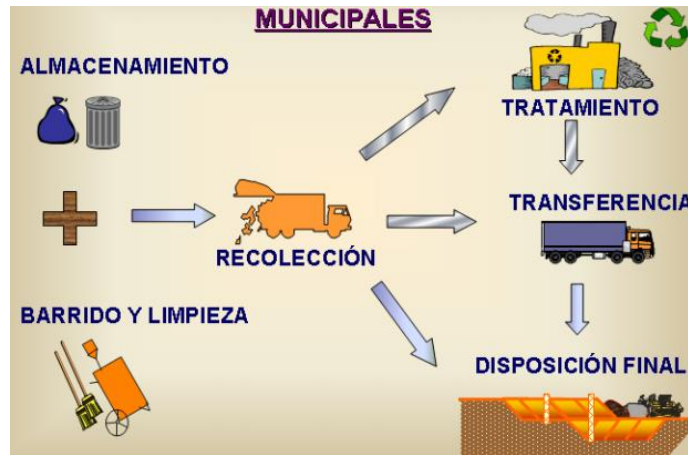 MUNICIPALES
ALMACENAMIENTO
TRATAMIENTO
TRANSFERENCIA
RECOLECCIÓN
BARRIDO Y LIMPIEZA
DISPOSICIÓN FINAL